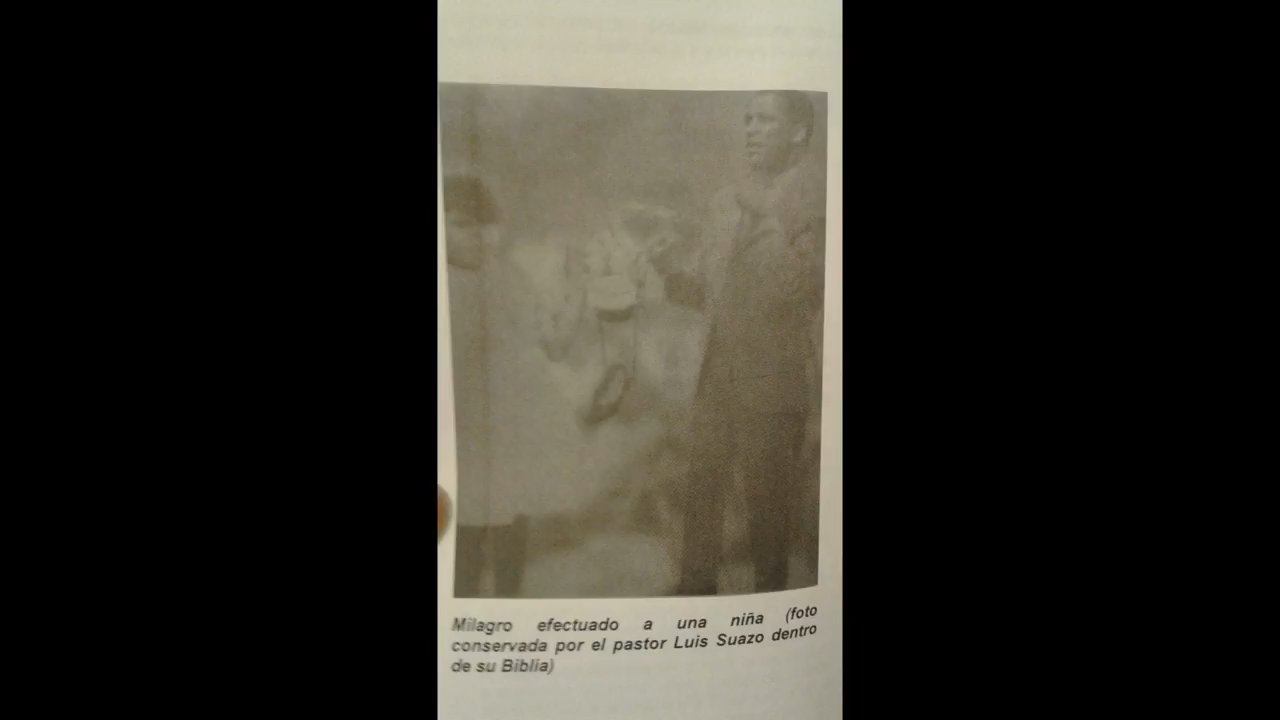 Milagro efectuado a una niña (foto
conservada por el pastor Luis Suazo dentro
de su Biblia)